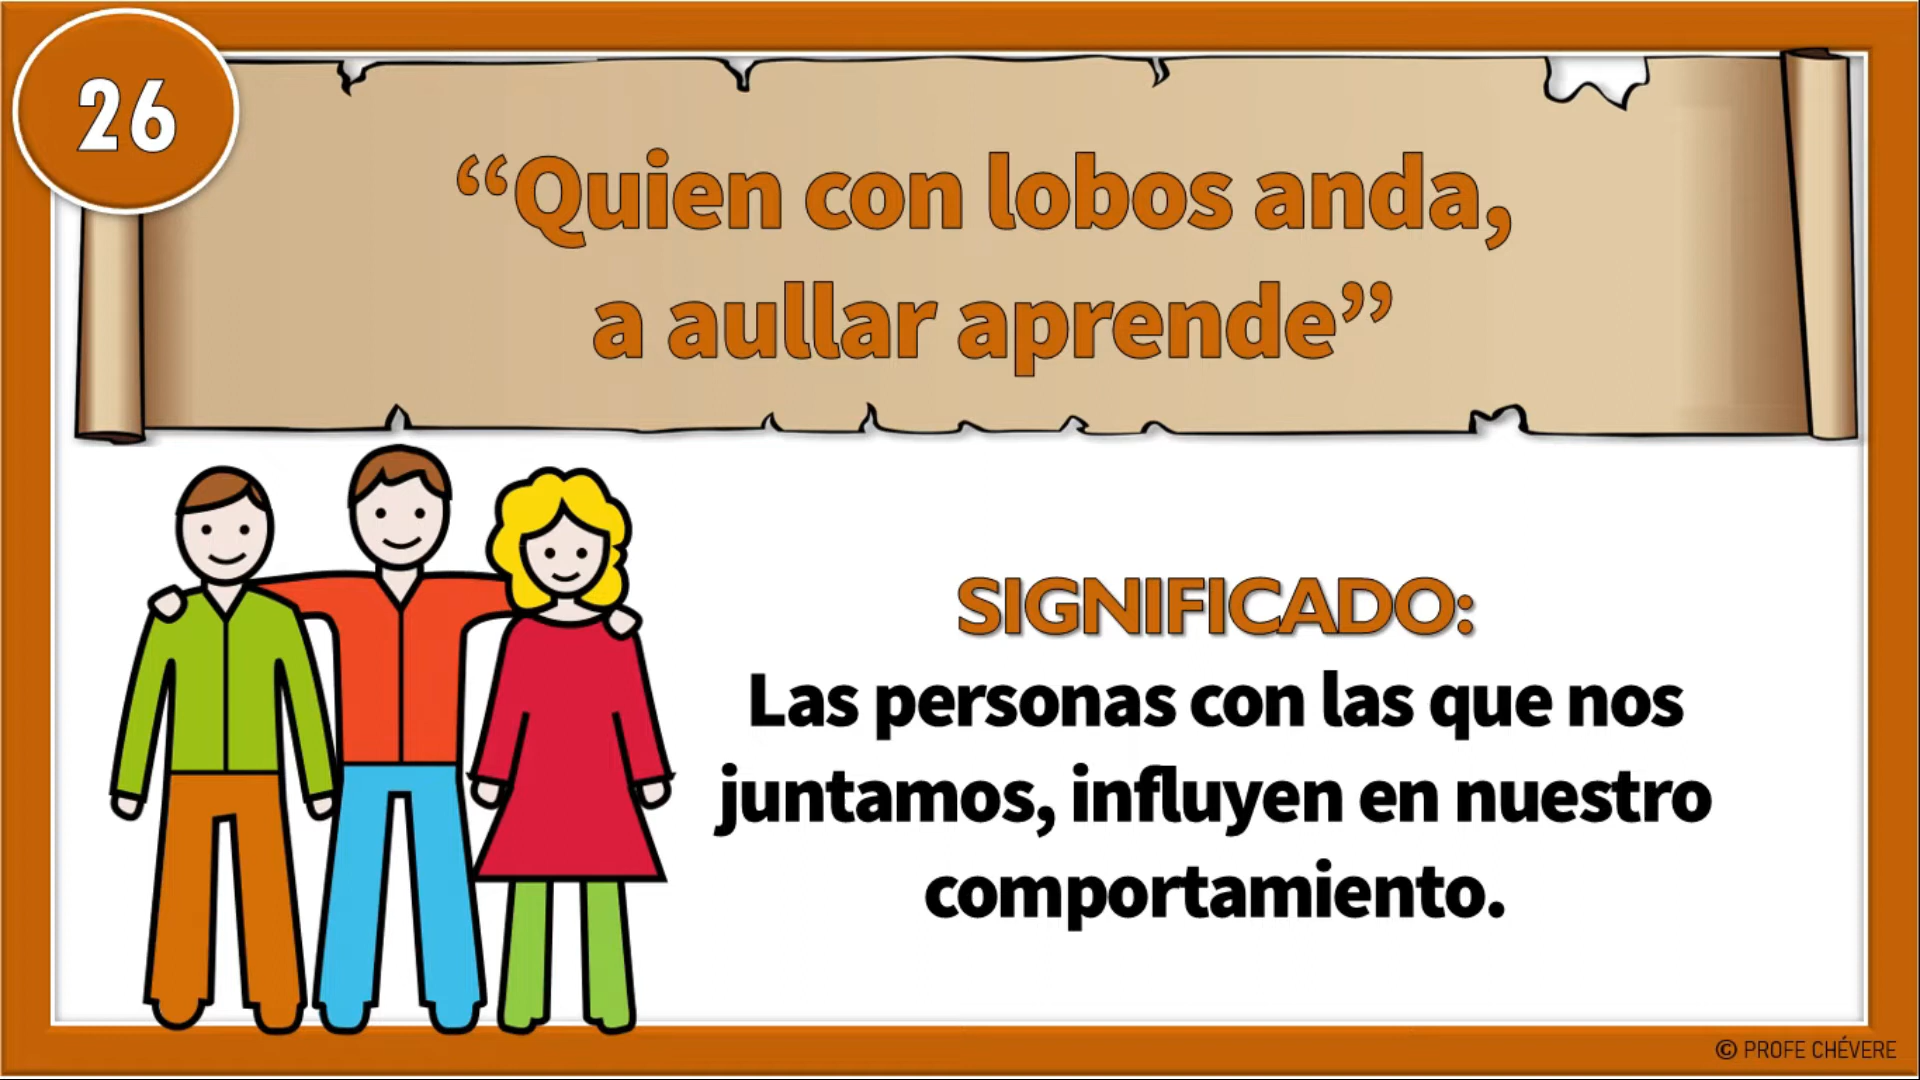 26
“Quien con lobos anda,
a aullar aprende”
SIGNIFICADO:
Las personas con las que nos
juntamos, influyen en nuestro
comportamiento.
© PROFE CHÉVERE